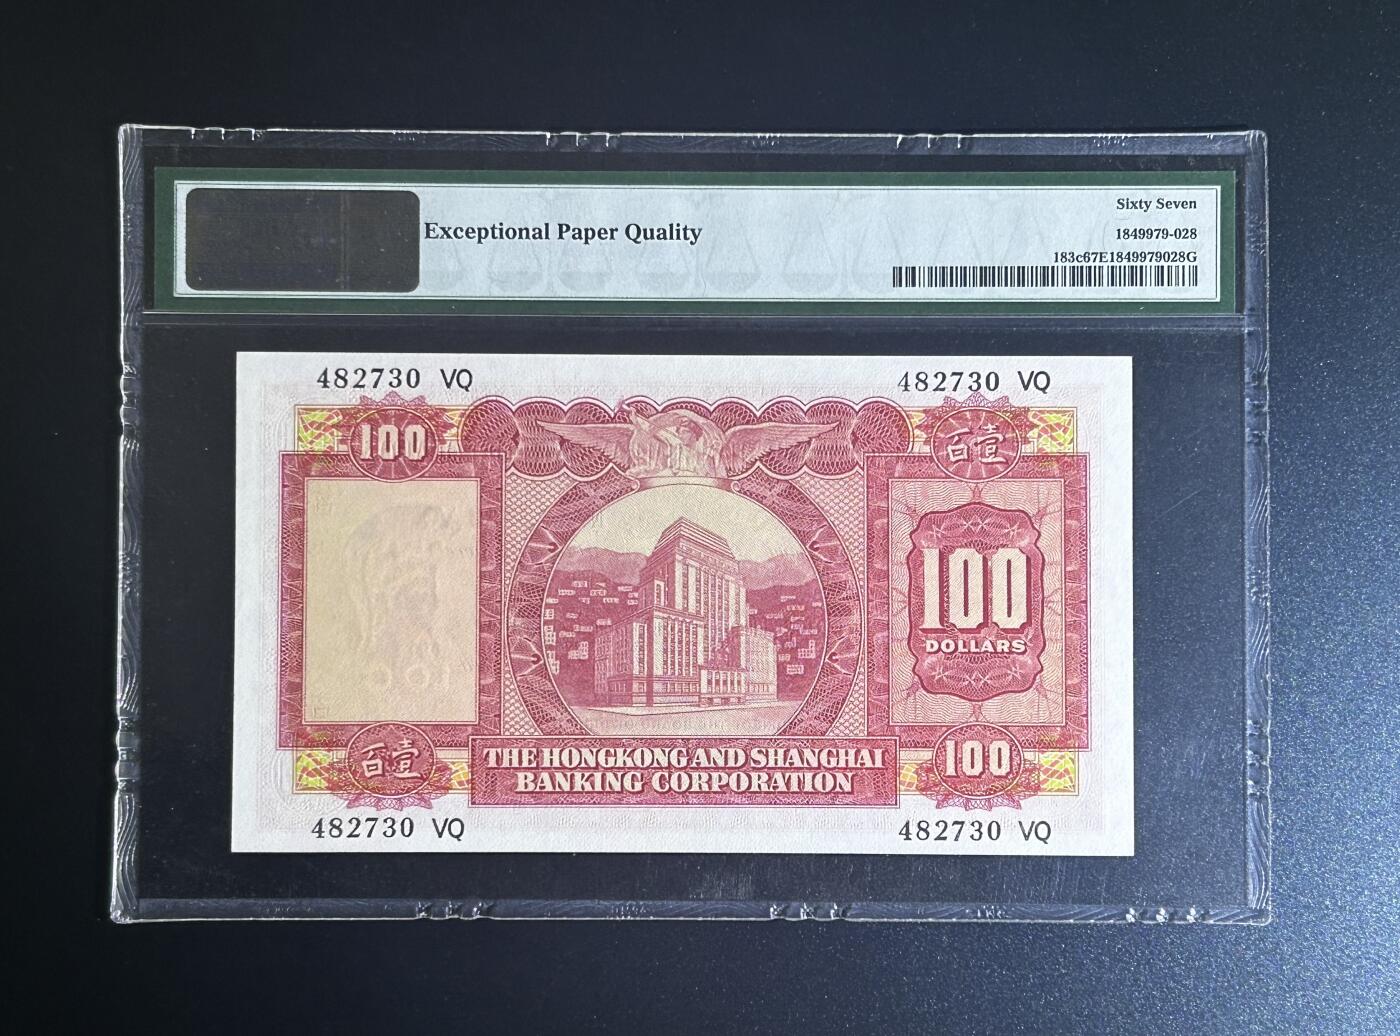 Exceptional Paper Quality
Sixty Seven
1849979-028
183c67E1849979028G
482730 VQ
482730 VQ
100
百壹
100
DOLLARS
百壹
THE HONGKONG AND SHANGHAI
BANKING CORPORATION
100
482730 VQ
482730 VQ